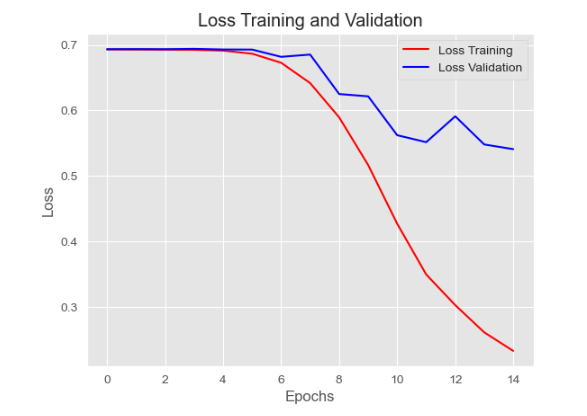 Loss Training and Validation
0.7
0.6
0.5
0.4
0.3
Loss
Loss Training
Loss Validation
0 2 4 6 8 10 12 14
Epochs